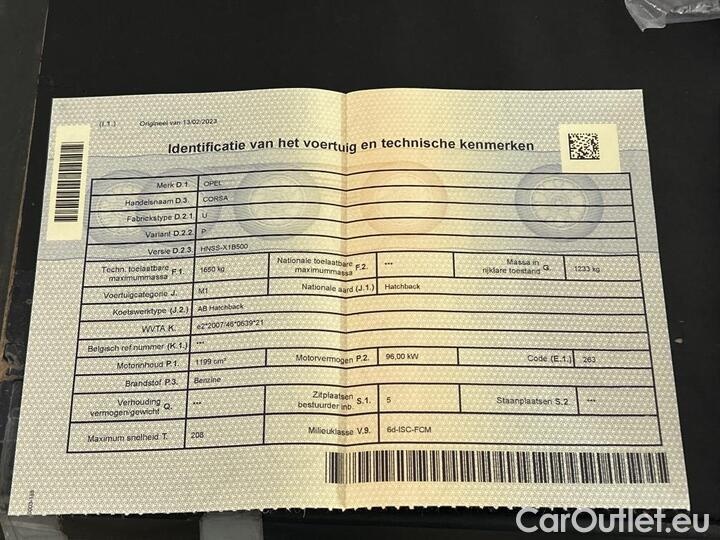 (I.1.) Origineel van 13/02/2023
Identificatie van het voertuig en technische kenmerken
Merk D.1. OPEL
Handelsnaam D.3. CORSA
Fabriekstype D.2.1. U
Variant D.2.2. P
Versie D.2.3. HNSS-X1B500
Techn. toelaatbare maximummassa F.1. 1650 kg Nationale toelaatbare maximummassa F.2. *** Massa in rijklare toestand G. 1233 kg
Voertuigcategorie J. M1 Nationale aard (J.1.) Hatchback
Koetswerktype (J.2.) AB Hatchback
WVTA K. e2*2007/46*0639*21
Belgisch ref.nummer (K.1.) ***
Motorinhoud P.1. 1199 cm³ Motorvermogen P.2. 96,00 kW Code (E.1.) 263
Brandstof P.3. Benzine
Verhouding vermogen/gewicht Q. *** Zitplaatsen bestuurder inb. S.1. 5 Staanplaatsen S.2 ***
Maximum snelheid T. 208 Milieuklasse V.9. 6d-ISC-FCM
CarOutlet.eu